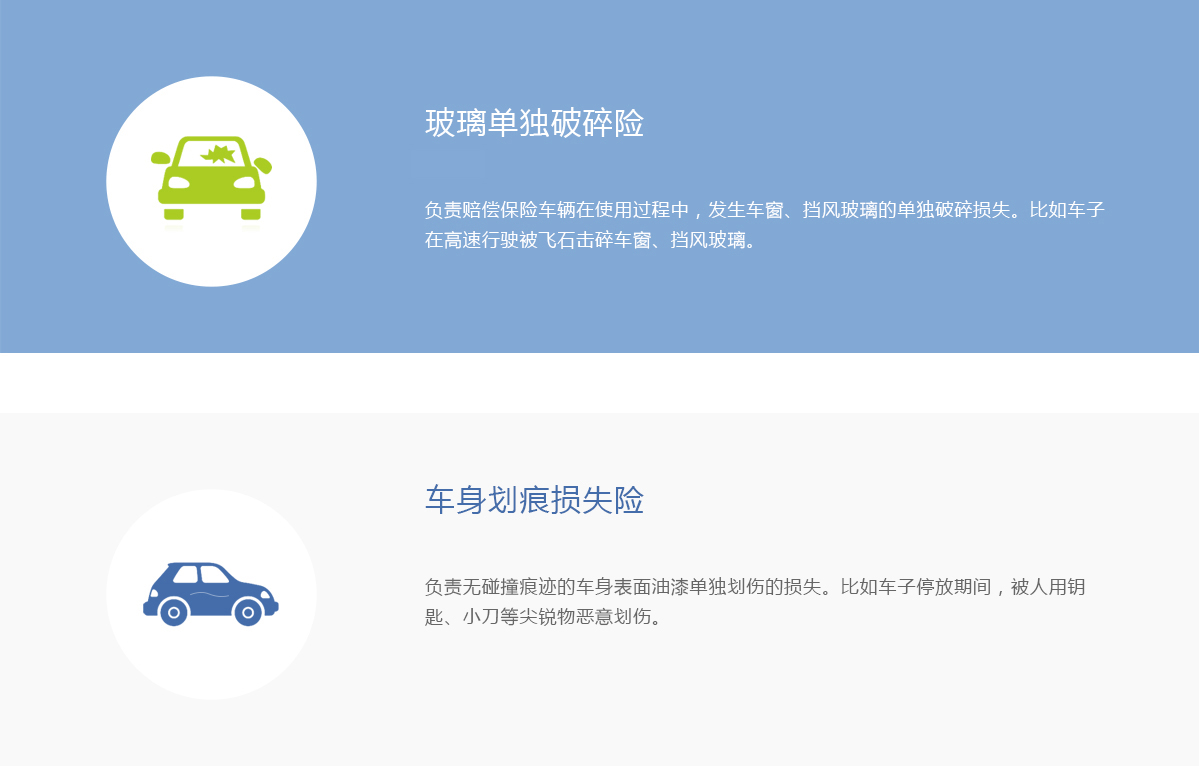 玻璃单独破碎险
负责赔偿保险车辆在使用过程中，发生车窗、挡风玻璃的单独破碎损失。比如车子
在高速行驶被飞石击碎车窗、挡风玻璃。
车身划痕损失险
负责无碰撞痕迹的车身表面油漆单独划伤的损失。比如车子停放期间，被人用钥
匙、小刀等尖锐物恶意划伤。